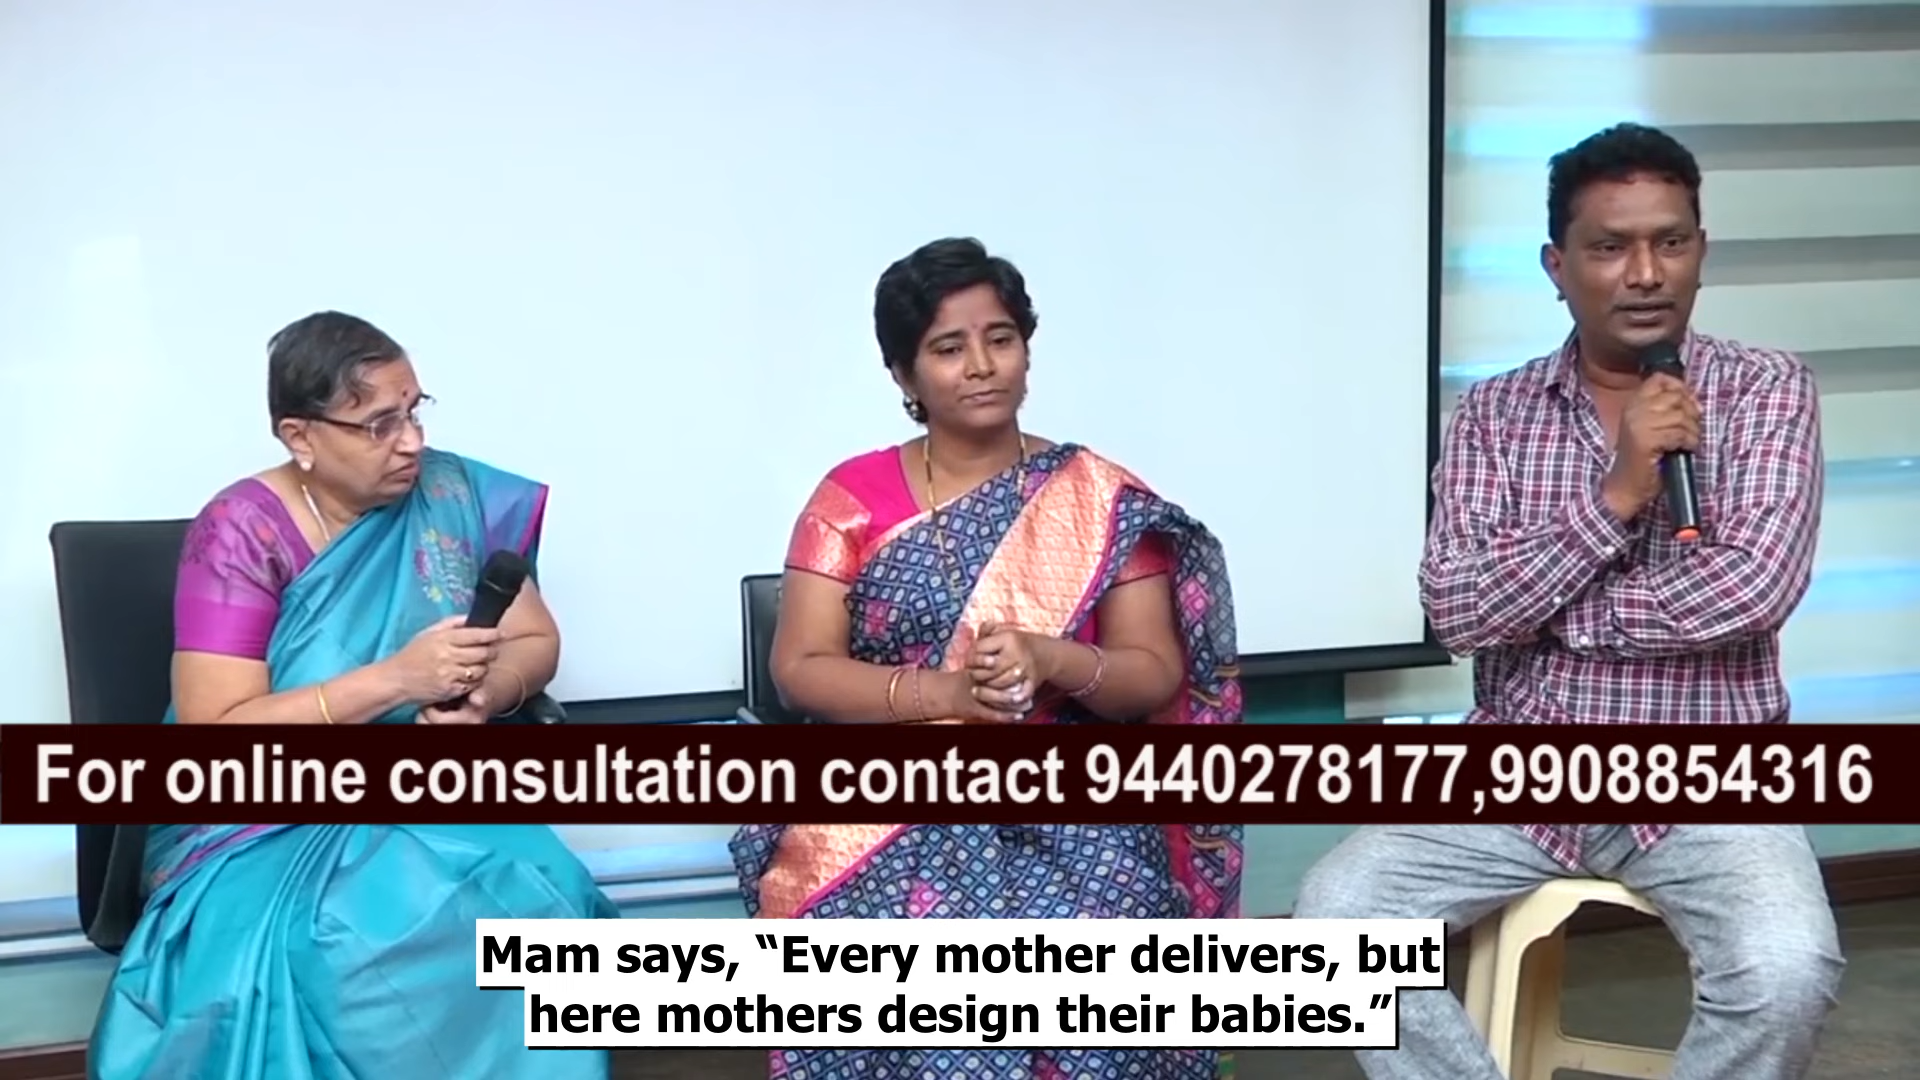 For online consultation contact 9440278177,9908854316
Mam says, “Every mother delivers, but
here mothers design their babies.”